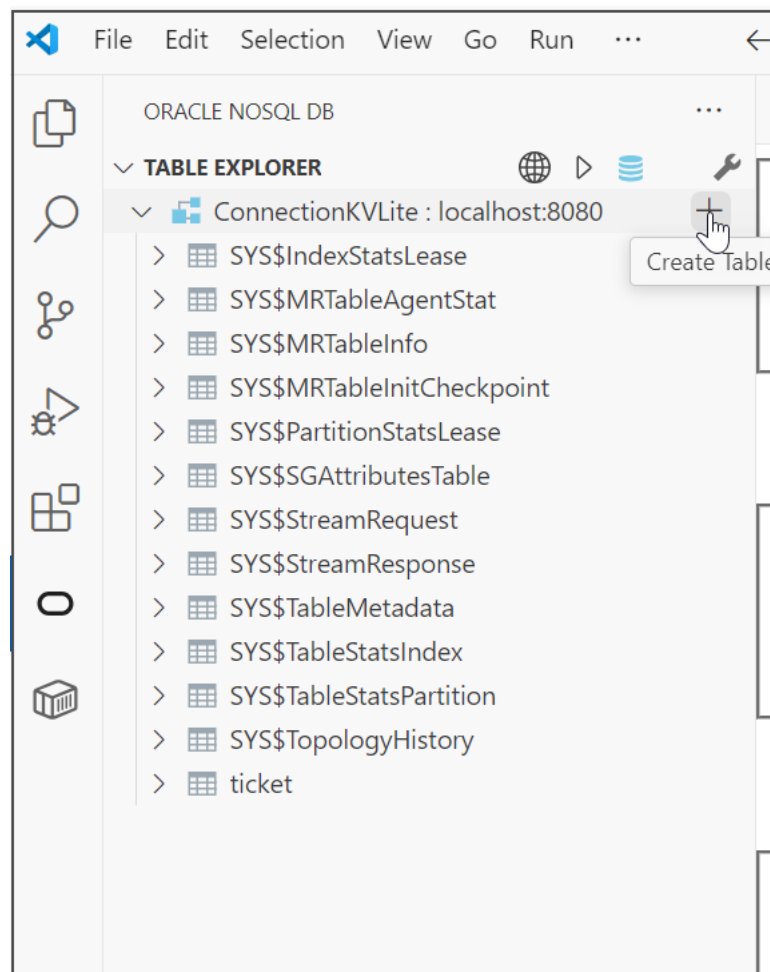 File Edit Selection View Go Run ...
ORACLE NOSQL DB ...
TABLE EXPLORER
ConnectionKVLite : localhost:8080
SYS$IndexStatsLease
Create Table
SYS$MRTableAgentStat
SYS$MRTableInfo
SYS$MRTableInitCheckpoint
SYS$PartitionStatsLease
SYS$SGAttributesTable
SYS$StreamRequest
SYS$StreamResponse
SYS$TableMetadata
SYS$TableStatsIndex
SYS$TableStatsPartition
SYS$TopologyHistory
ticket